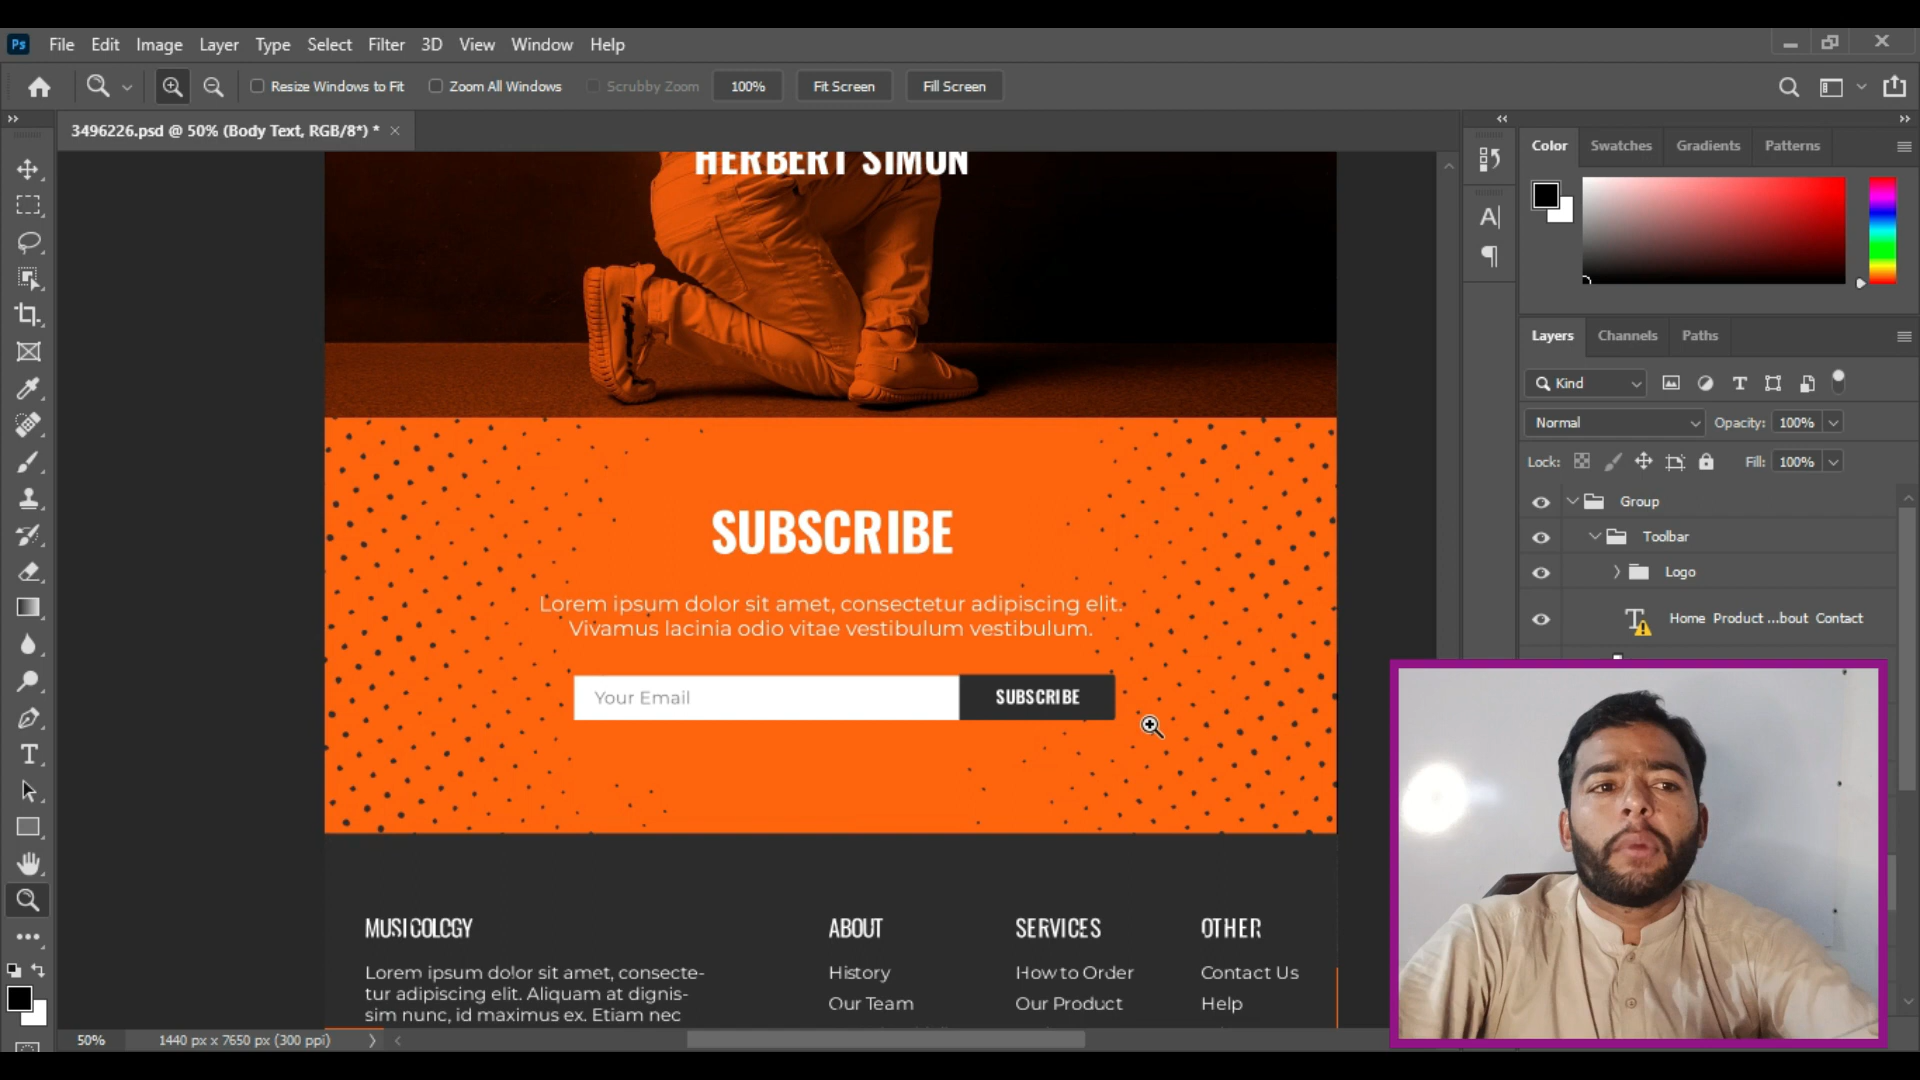 Ps File Edit Image Layer Type Select Filter 3D View Window Help
Resize Windows to Fit Zoom All Windows Scrubby Zoom 100% Fit Screen Fill Screen
3496226.psd @ 50% (Body Text, RGB/8*) *
HERBERT SIMON
SUBSCRIBE
Lorem ipsum dolor sit amet, consectetur adipiscing elit.
Vivamus lacinia odio vitae vestibulum vestibulum.
Your Email SUBSCRIBE
MUSICOLOGY
Lorem ipsum dolor sit amet, consecte-
tur adipiscing elit. Aliquam at dignis-
sim nunc, id maximus ex. Etiam nec
ABOUT
History
Our Team
SERVICES
How to Order
Our Product
OTHER
Contact Us
Help
50% 1440 px x 7650 px (300 ppi)
Color Swatches Gradients Patterns
Layers Channels Paths
Kind
Normal Opacity: 100%
Lock: Fill: 100%
Group
Toolbar
Logo
Home Product ...bout Contact